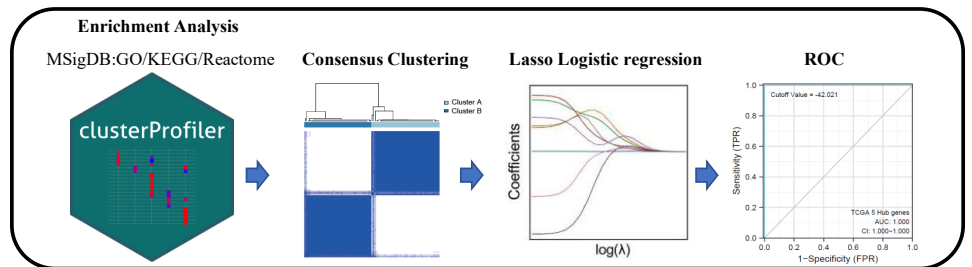 Enrichment Analysis
MSigDB:GO/KEGG/Reactome
clusterProfiler
Consensus Clustering
Cluster A
Cluster B
Lasso Logistic regression
Coefficients
log(λ)
ROC
Cutoff Value = -42.021
Sensitivity (TPR)
1.0
0.8
0.6
0.4
0.2
0.0
TCGA 5 Hub genes
AUC: 1.000
CI: 1.000~1.000
0.0 0.2 0.4 0.6 0.8 1.0
1-Specificity (FPR)